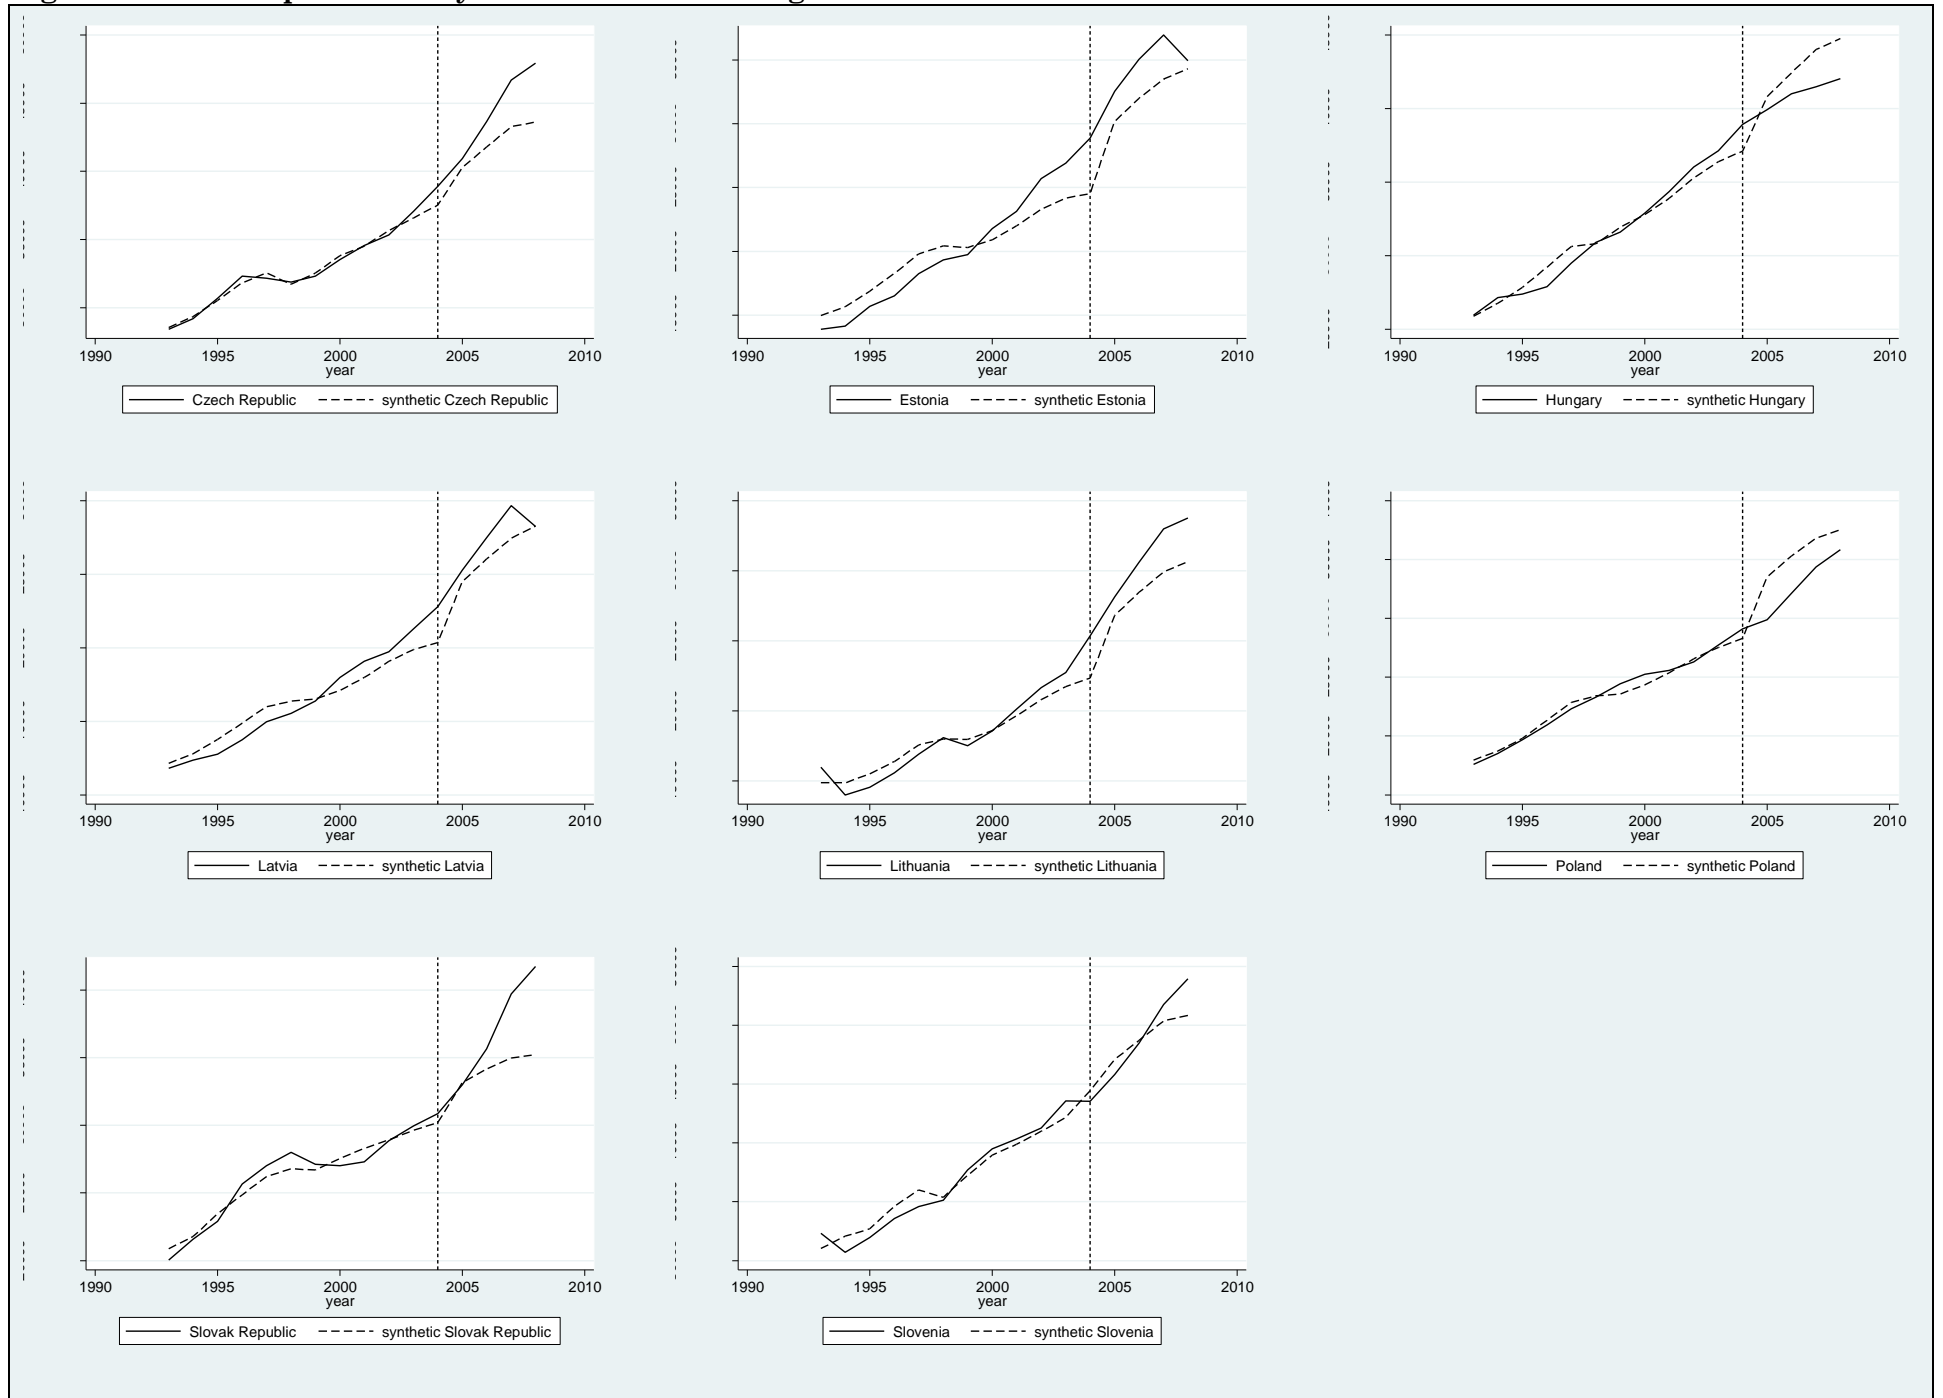 1990 1995 2000 2005 2010
year
Czech Republic synthetic Czech Republic
1990 1995 2000 2005 2010
year
Estonia synthetic Estonia
1990 1995 2000 2005 2010
year
Hungary synthetic Hungary
1990 1995 2000 2005 2010
year
Latvia synthetic Latvia
1990 1995 2000 2005 2010
year
Lithuania synthetic Lithuania
1990 1995 2000 2005 2010
year
Poland synthetic Poland
1990 1995 2000 2005 2010
year
Slovak Republic synthetic Slovak Republic
1990 1995 2000 2005 2010
year
Slovenia synthetic Slovenia